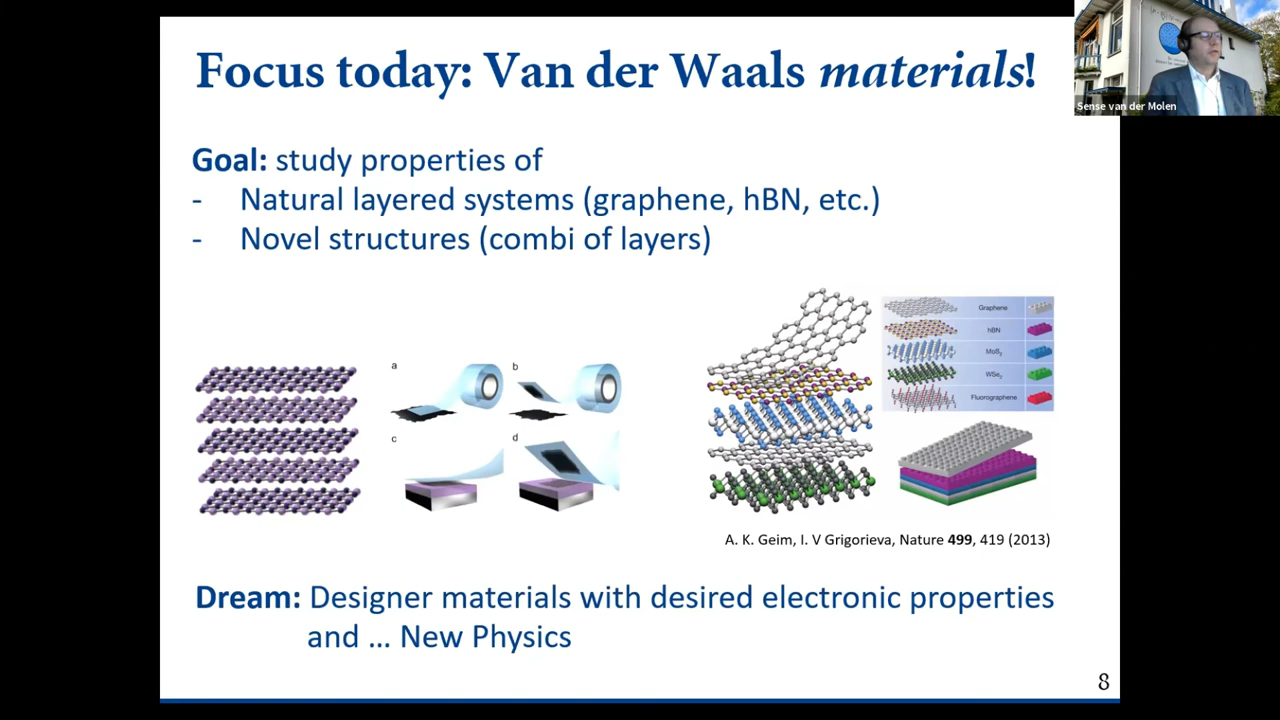 Focus today: Van der Waals materials!
Sense van der Molen
Goal: study properties of
- Natural layered systems (graphene, hBN, etc.)
- Novel structures (combi of layers)
a
b
c
d
Graphene
hBN
MoS₂
WSe₂
Fluorographene
A. K. Geim, I. V Grigorieva, Nature 499, 419 (2013)
Dream: Designer materials with desired electronic properties
and ... New Physics
8